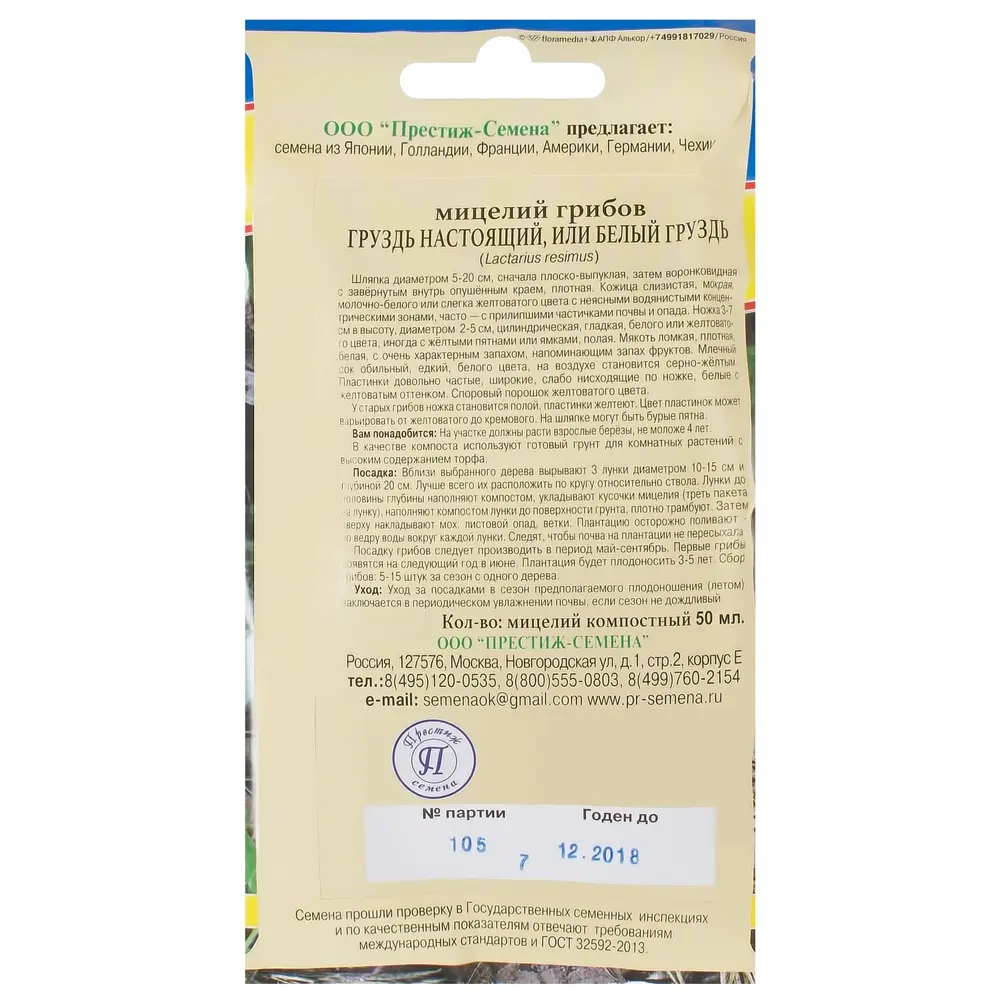 © floramedia+ АПФ Алькор/+74991817029/Россия
ООО “Престиж-Семена” предлагает:
семена из Японии, Голландии, Франции, Америки, Германии, Чехи
мицелий грибов
ГРУЗДЬ НАСТОЯЩИЙ, ИЛИ БЕЛЫЙ ГРУЗДЬ
(Lactarius resimus)
Шляпка диаметром 5-20 см, сначала плоско-выпуклая, затем воронковидная
с завёрнутым внутрь опушённым краем, плотная. Кожица слизистая, мокрая,
молочно-белого или слегка желтоватого цвета с неясными водянистыми концен-
трическими зонами, часто — с прилипшими частичками почвы и опада. Ножка 3-7
см в высоту, диаметром 2-5 см, цилиндрическая, гладкая, белого или желтовато-
го цвета, иногда с жёлтыми пятнами или ямками, полая. Мякоть ломкая, плотная,
белая, с очень характерным запахом, напоминающим запах фруктов. Млечный
сок обильный, едкий, белого цвета, на воздухе становится серно-жёлтым.
Пластинки довольно частые, широкие, слабо нисходящие по ножке, белые с
желтоватым оттенком. Споровый порошок желтоватого цвета.
У старых грибов ножка становится полой, пластинки желтеют. Цвет пластинок может
варьировать от желтоватого до кремового. На шляпке могут быть бурые пятна.
Вам понадобится: На участке должны расти взрослые берёзы, не моложе 4 лет.
В качестве компоста используют готовый грунт для комнатных растений с
высоким содержанием торфа.
Посадка: Вблизи выбранного дерева вырывают 3 лунки диаметром 10-15 см и
глубиной 20 см. Лучше всего их расположить по кругу относительно ствола. Лунки до
половины глубины наполняют компостом, укладывают кусочки мицелия (треть пакета
на лунку), наполняют компостом лунки до поверхности грунта, плотно трамбуют. Затем
сверху накладывают мох, листовой опад, ветки. Плантацию осторожно поливают -
по ведру воды вокруг каждой лунки. Следят, чтобы почва на плантации не пересыхала.
Посадку грибов следует производить в период май-сентябрь. Первые грибы
появятся на следующий год в июне. Плантация будет плодоносить 3-5 лет. Сбор
грибов: 5-15 штук за сезон с одного дерева.
Уход: Уход за посадками в сезон предполагаемого плодоношения (летом)
заключается в периодическом увлажнении почвы, если сезон не дождливый.
Кол-во: мицелий компостный 50 мл.
ООО “ПРЕСТИЖ-СЕМЕНА”
Россия, 127576, Москва, Новгородская ул, д.1, стр.2, корпус Е
тел.:8(495)120-0535, 8(800)555-0803, 8(499)760-2154
e-mail: semenaok@gmail.com www.pr-semena.ru
Престиж
П
семена
№ партии Годен до
105 7 12.2018
Семена прошли проверку в Государственных семенных инспекциях
и по качественным показателям отвечают требованиям
международных стандартов и ГОСТ 32592-2013.